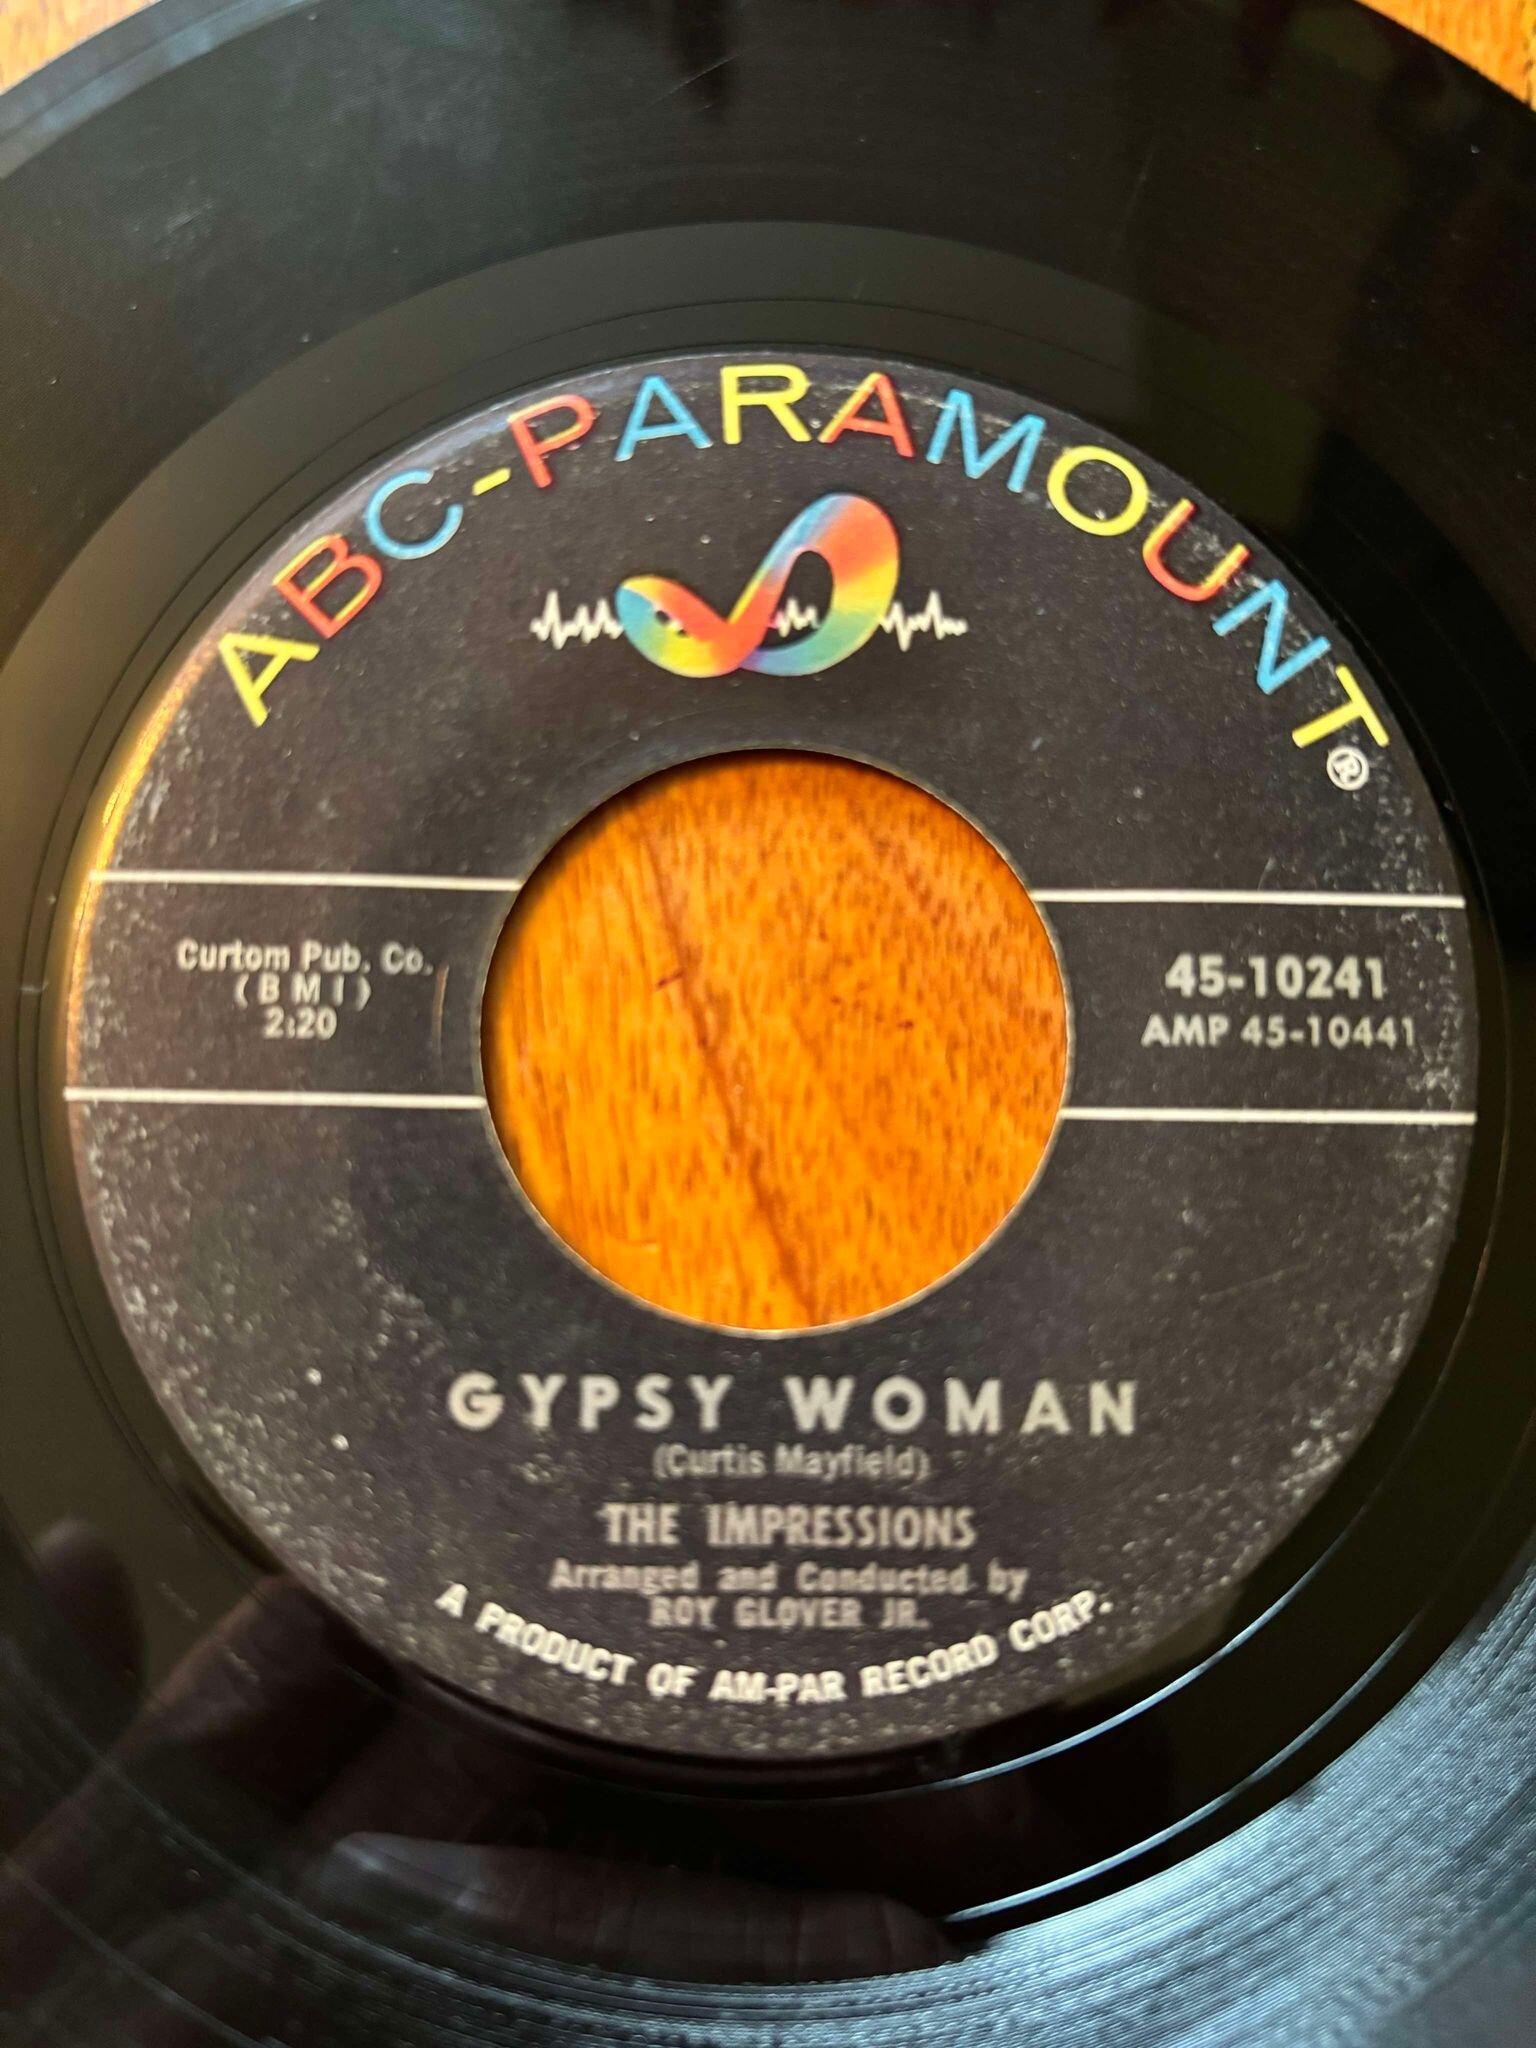 ABC-PARAMOUNT®
Curtom Pub. Co.
(BMI)
2:20
45-10241
AMP 45-10441
GYPSY WOMAN
(Curtis Mayfield)
THE IMPRESSIONS
Arranged and Conducted by
ROY GLOVER JR.
A PRODUCT OF AM-PAR RECORD CORP.